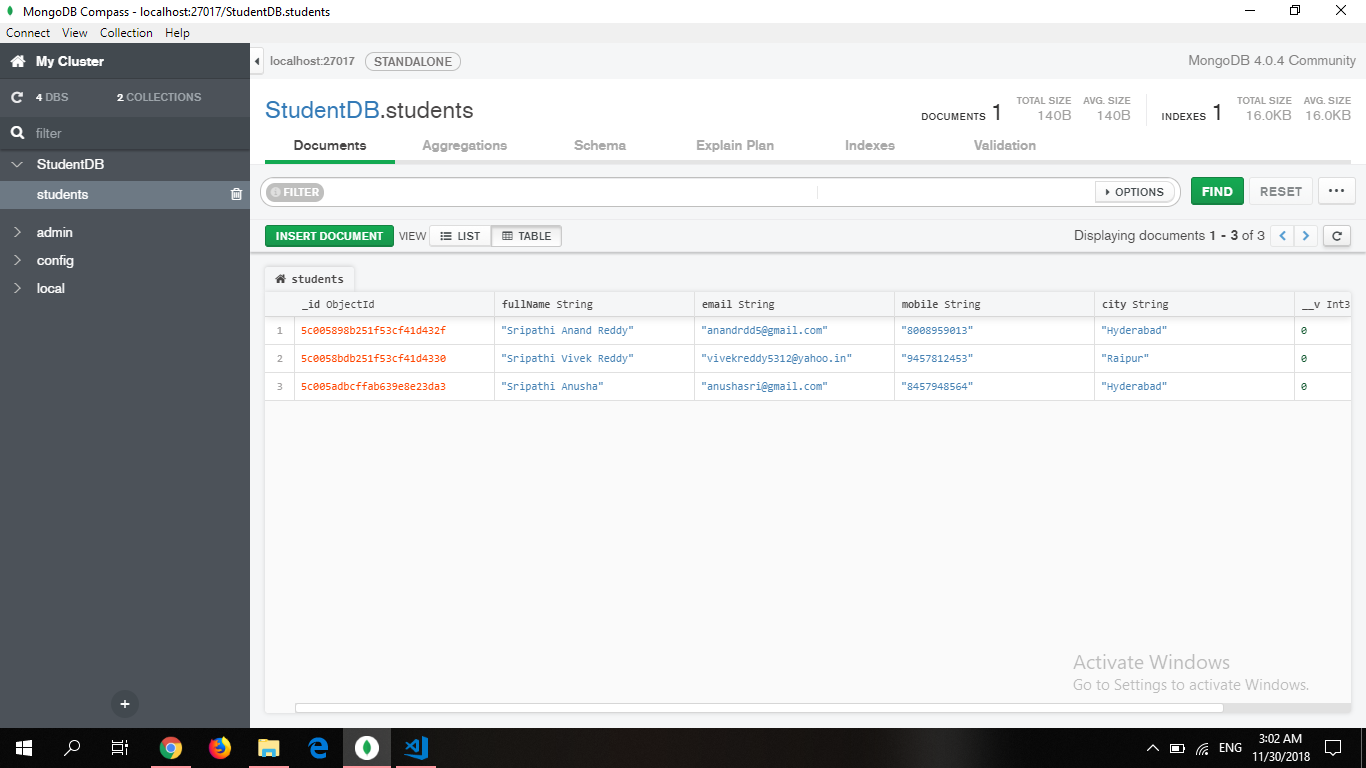 MongoDB Compass - localhost:27017/StudentDB.students
Connect View Collection Help
My Cluster
localhost:27017 STANDALONE MongoDB 4.0.4 Community
4 DBS 2 COLLECTIONS
filter
StudentDB
students
admin
config
local
StudentDB.students
DOCUMENTS 1 TOTAL SIZE 140B AVG. SIZE 140B INDEXES 1 TOTAL SIZE 16.0KB AVG. SIZE 16.0KB
Documents Aggregations Schema Explain Plan Indexes Validation
FILTER OPTIONS FIND RESET ...
INSERT DOCUMENT VIEW LIST TABLE Displaying documents 1 - 3 of 3
students
_id ObjectId fullName String email String mobile String city String __v Int3
1 5c005898b251f53cf41d432f "Sripathi Anand Reddy" "anandrdd5@gmail.com" "8008959013" "Hyderabad" 0
2 5c0058bdb251f53cf41d4330 "Sripathi Vivek Reddy" "vivekreddy5312@yahoo.in" "9457812453" "Raipur" 0
3 5c005adbcffab639e8e23da3 "Sripathi Anusha" "anushasri@gmail.com" "8457948564" "Hyderabad" 0
Activate Windows
Go to Settings to activate Windows.
ENG 3:02 AM
11/30/2018